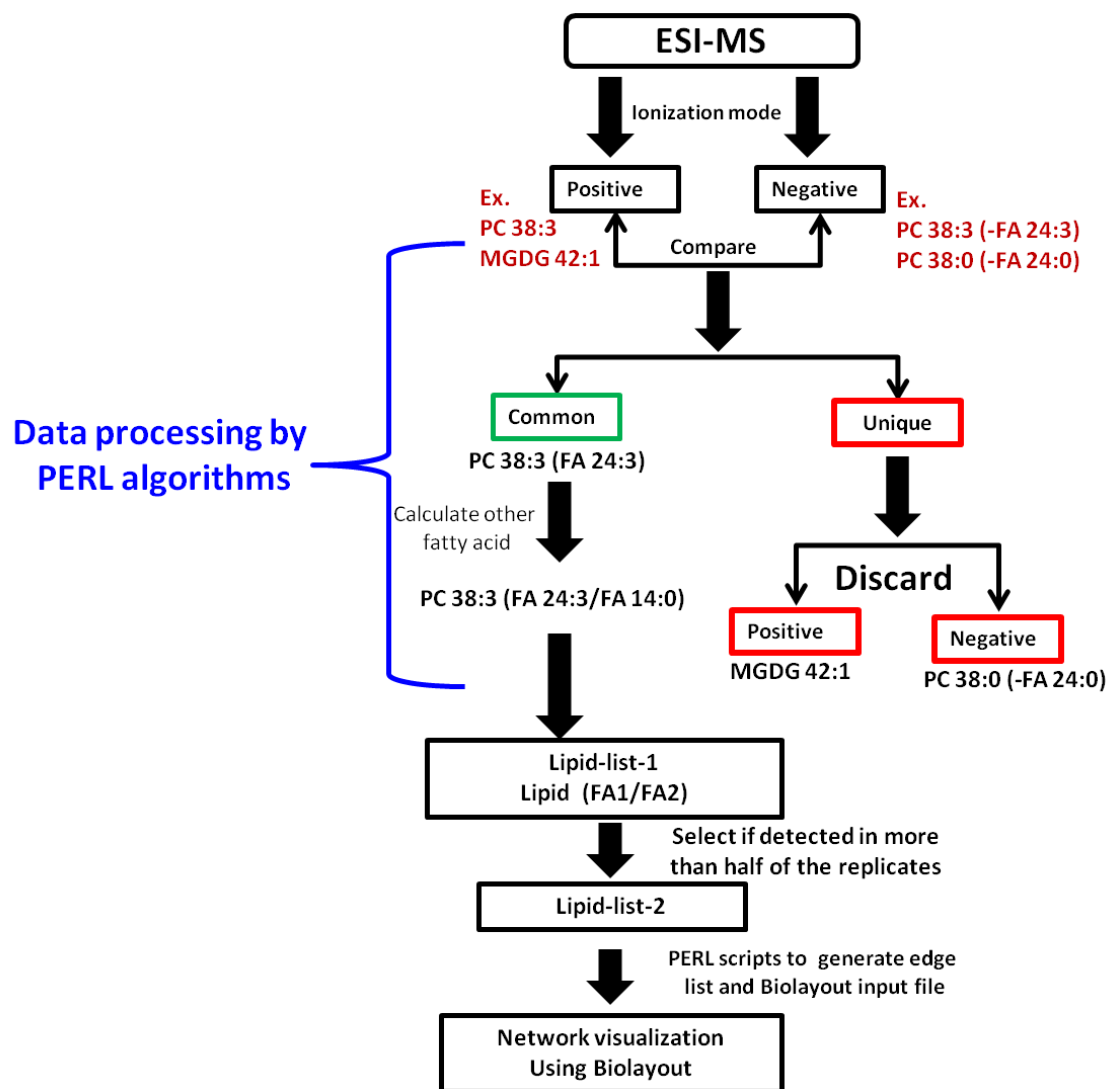 ESI-MS
Ionization mode
Positive
Negative
Ex.
PC 38:3
MGDG 42:1
Compare
Ex.
PC 38:3 (-FA 24:3)
PC 38:0 (-FA 24:0)
Data processing by
PERL algorithms
Common
PC 38:3 (FA 24:3)
Unique
Calculate other
fatty acid
PC 38:3 (FA 24:3/FA 14:0)
Discard
Positive
MGDG 42:1
Negative
PC 38:0 (-FA 24:0)
Lipid-list-1
Lipid (FA1/FA2)
Select if detected in more
than half of the replicates
Lipid-list-2
PERL scripts to generate edge
list and Biolayout input file
Network visualization
Using Biolayout